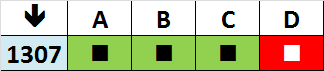 🡻 A B C D
1307 ■ ■ ■ ■